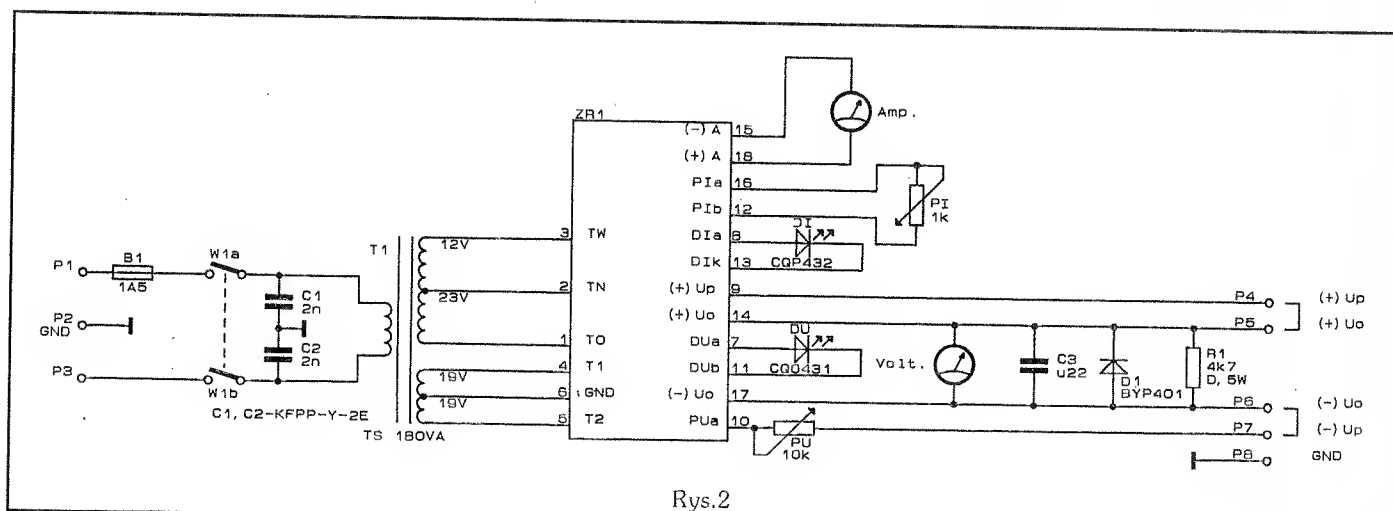 ZR1
(-) A 15
Amp.
(+) A 18
PIa 16
PIb 12
PI
1k
DIa 8
DI
CQP432
DIk 13
(+) Up 9
P4 (+) Up
(+) Uo 14
P5 (+) Uo
DUa 7
DU
CQ0431
DUb 11
Volt.
C3
u22
D1
BYP401
R1
4k7
D, 5W
(-) Uo 17
P6 (-) Uo
PUa 10
PU
10k
P7 (-) Up
P8 GND
3 TW
2 TN
1 TO
4 T1
6 GND
5 T2
T1
12V
23V
19V
19V
TS 180VA
P1
B1
1A5
W1a
C1
2n
P2
GND
C2
2n
P3
W1b
C1, C2-KFPP-Y-2E
Rys.2